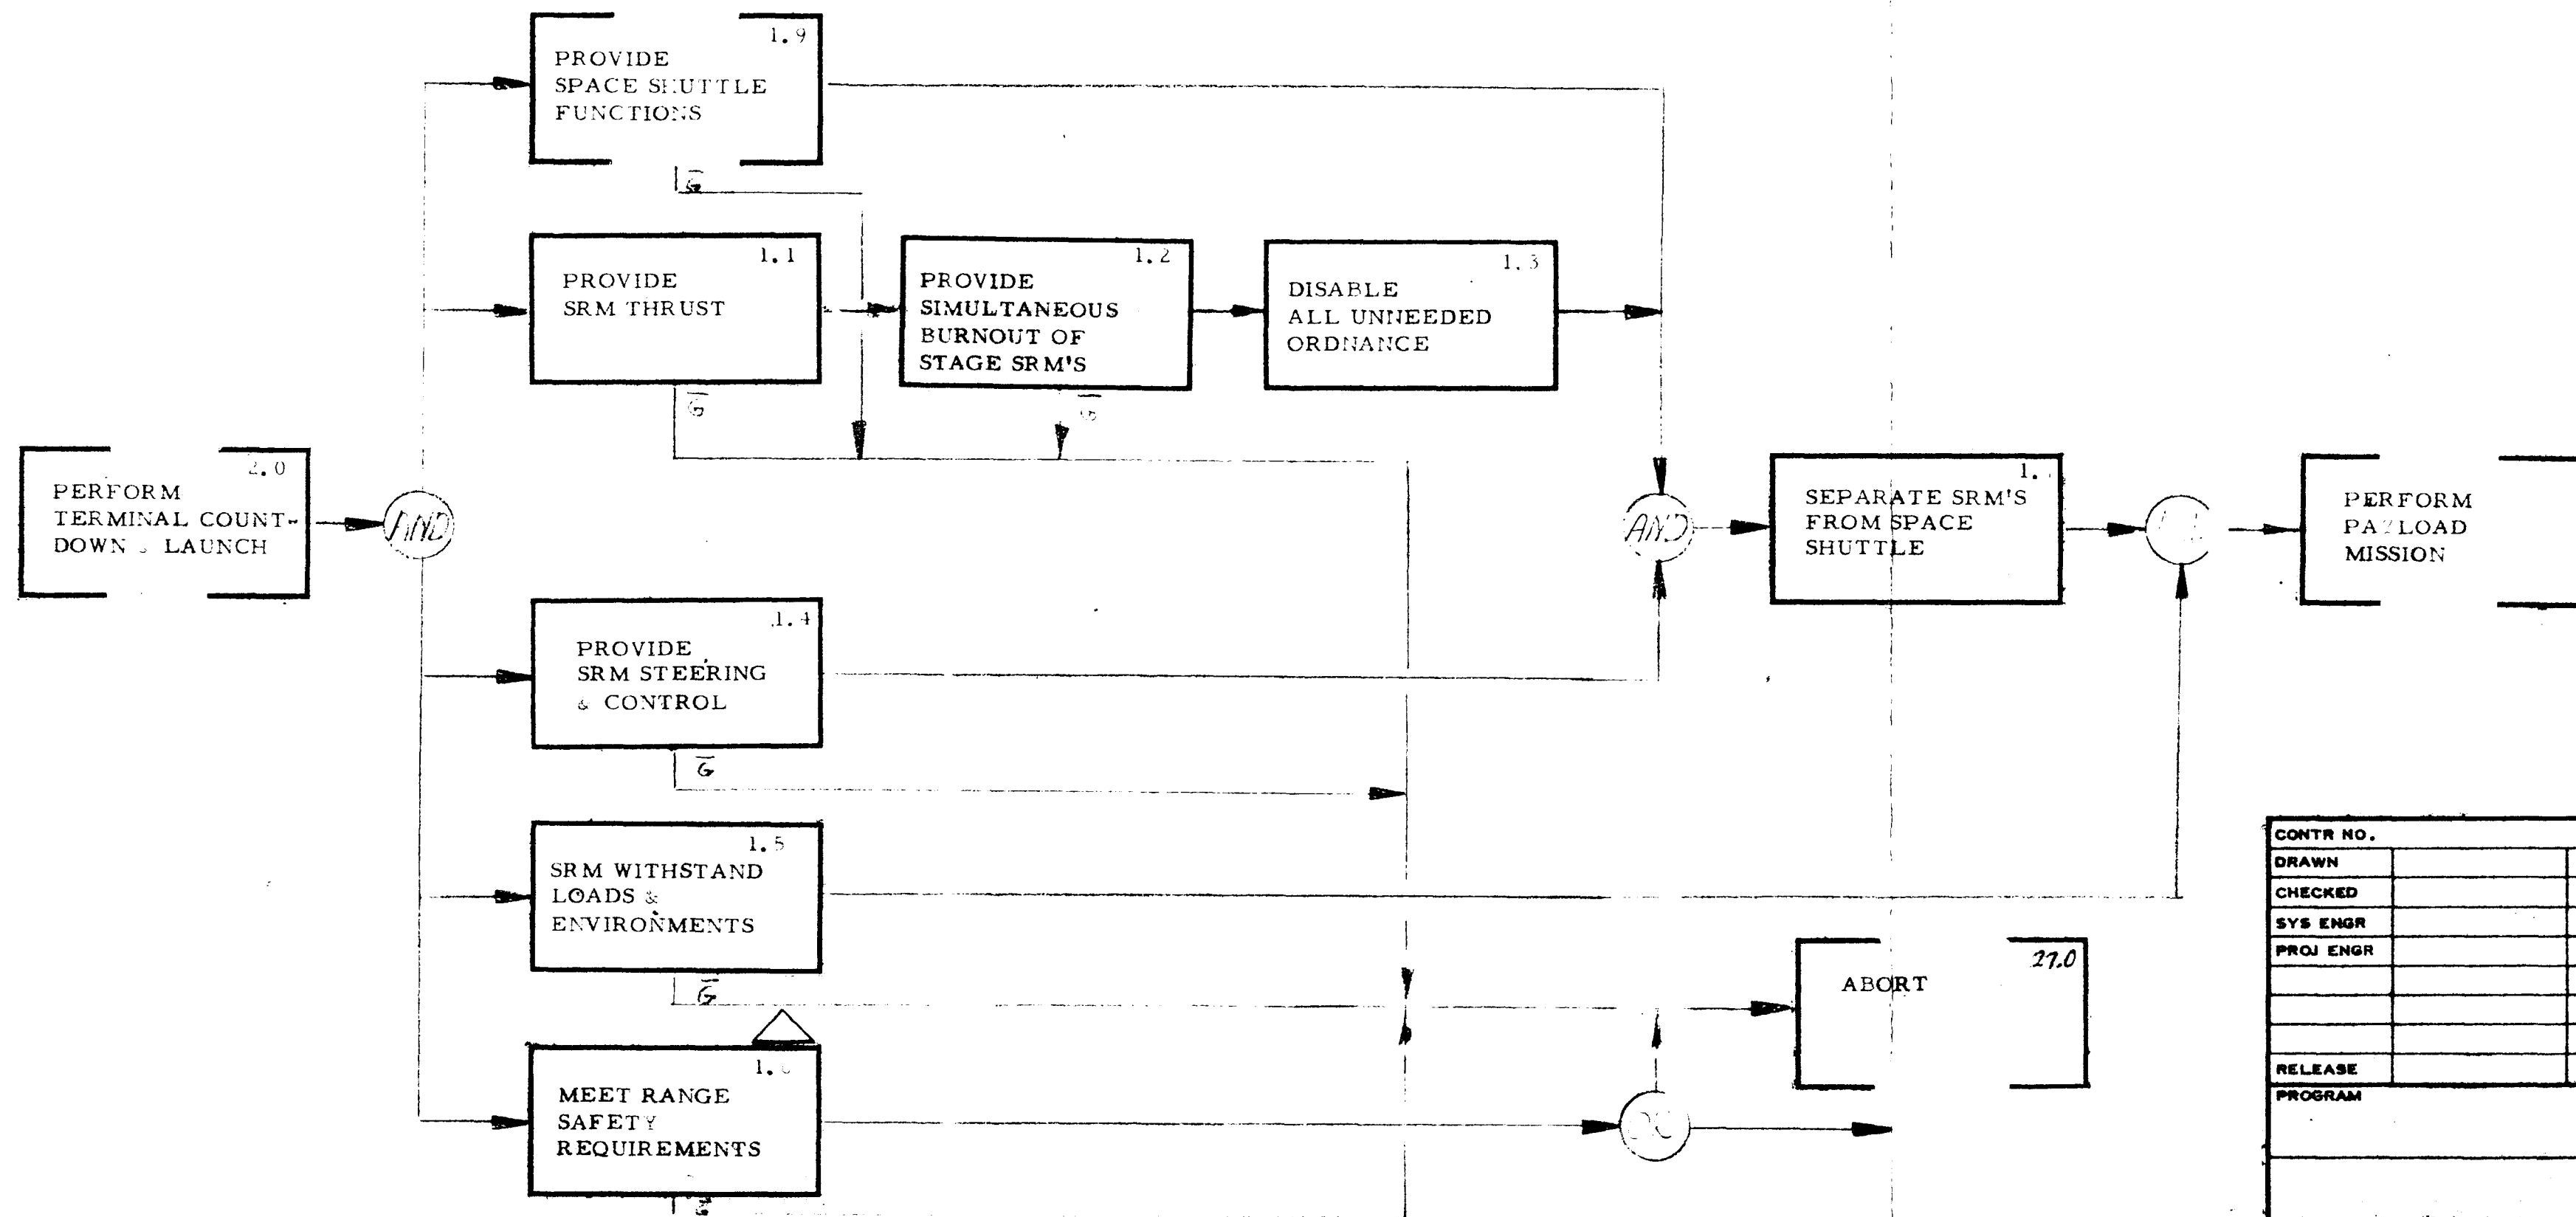 1.9
PROVIDE
SPACE SHUTTLE
FUNCTIONS
G̅
1.1
PROVIDE
SRM THRUST
G̅
1.2
PROVIDE
SIMULTANEOUS
BURNOUT OF
STAGE SRM'S
1.3
DISABLE
ALL UNNEEDED
ORDNANCE
2.0
PERFORM
TERMINAL COUNT-
DOWN & LAUNCH
AND
AND
SEPARATE SRM'S
FROM SPACE
SHUTTLE
PERFORM
PAYLOAD
MISSION
1.4
PROVIDE
SRM STEERING
& CONTROL
G̅
1.5
SRM WITHSTAND
LOADS &
ENVIRONMENTS
G̅
27.0
ABORT
MEET RANGE
SAFETY
REQUIREMENTS
CONTR NO.
DRAWN
CHECKED
SYS ENGR
PROJ ENGR
RELEASE
PROGRAM